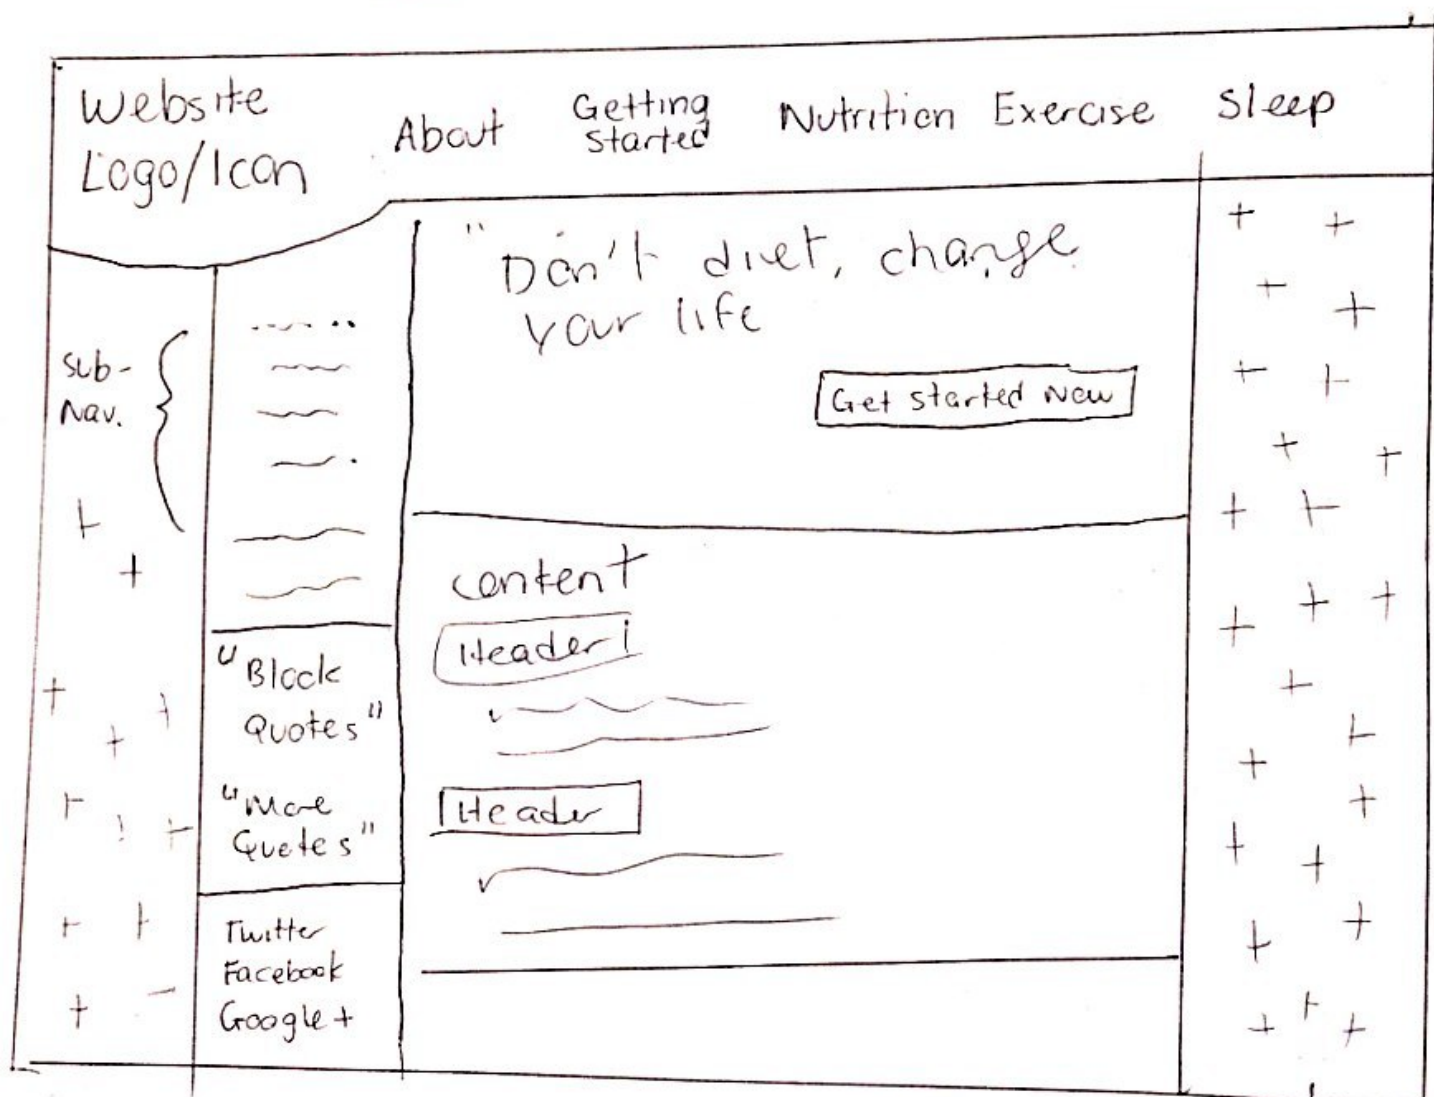 Website
Logo/Icon
About
Getting
Started
Nutrition
Exercise
Sleep
"Don't diet, change
your life
Get started Now
Sub-
Nav.
content
Header 1
"Block
Quotes"
"More
Quotes"
Header
Twitter
Facebook
Google+